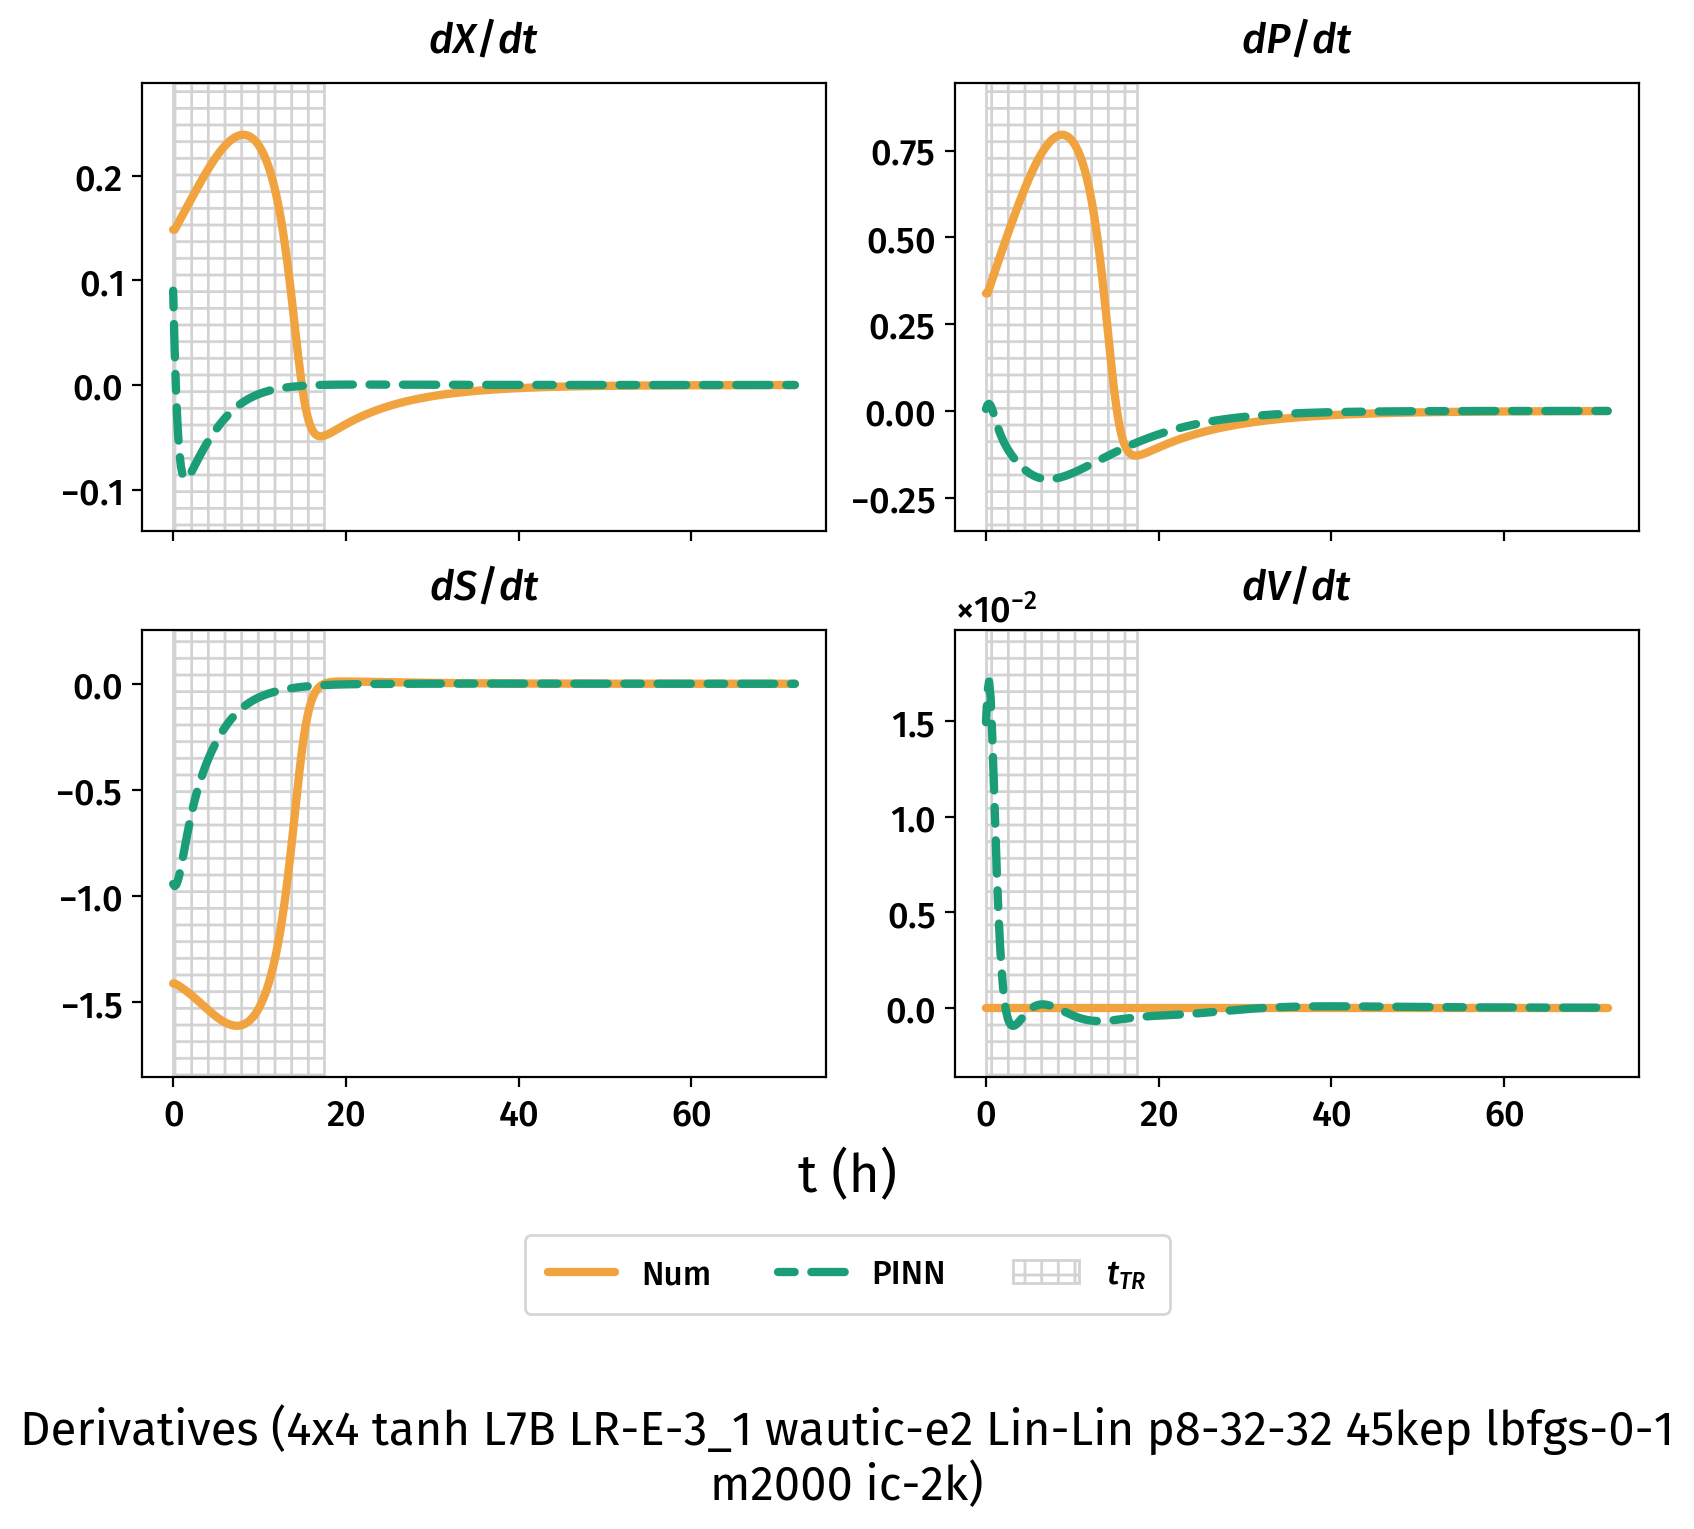 dX/dt
dP/dt
0.2
0.1
0.0
−0.1
0.75
0.50
0.25
0.00
−0.25
dS/dt
dV/dt
×10⁻²
0.0
−0.5
−1.0
−1.5
1.5
1.0
0.5
0.0
0 20 40 60
0 20 40 60
t (h)
Num PINN t_TR
Derivatives (4x4 tanh L7B LR-E-3_1 wautic-e2 Lin-Lin p8-32-32 45kep lbfgs-0-1
m2000 ic-2k)